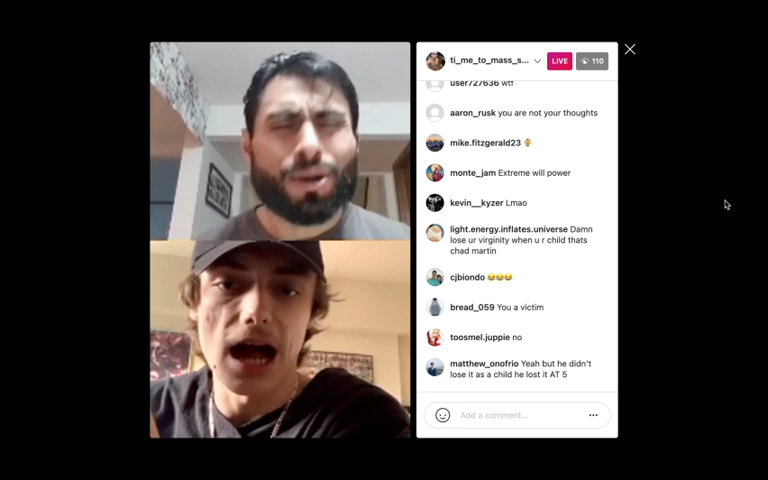 ti_me_to_mass_s...
LIVE
110
user727636 wtf
aaron_rusk you are not your thoughts
mike.fitzgerald23
monte_jam Extreme will power
kevin__kyzer Lmao
light.energy.inflates.universe Damn
lose ur virginity when u r child thats
chad martin
cjbiondo 😂😂😂
bread_059 You a victim
toosmel.juppie no
matthew_onofrio Yeah but he didn't
lose it as a child he lost it AT 5
Add a comment...